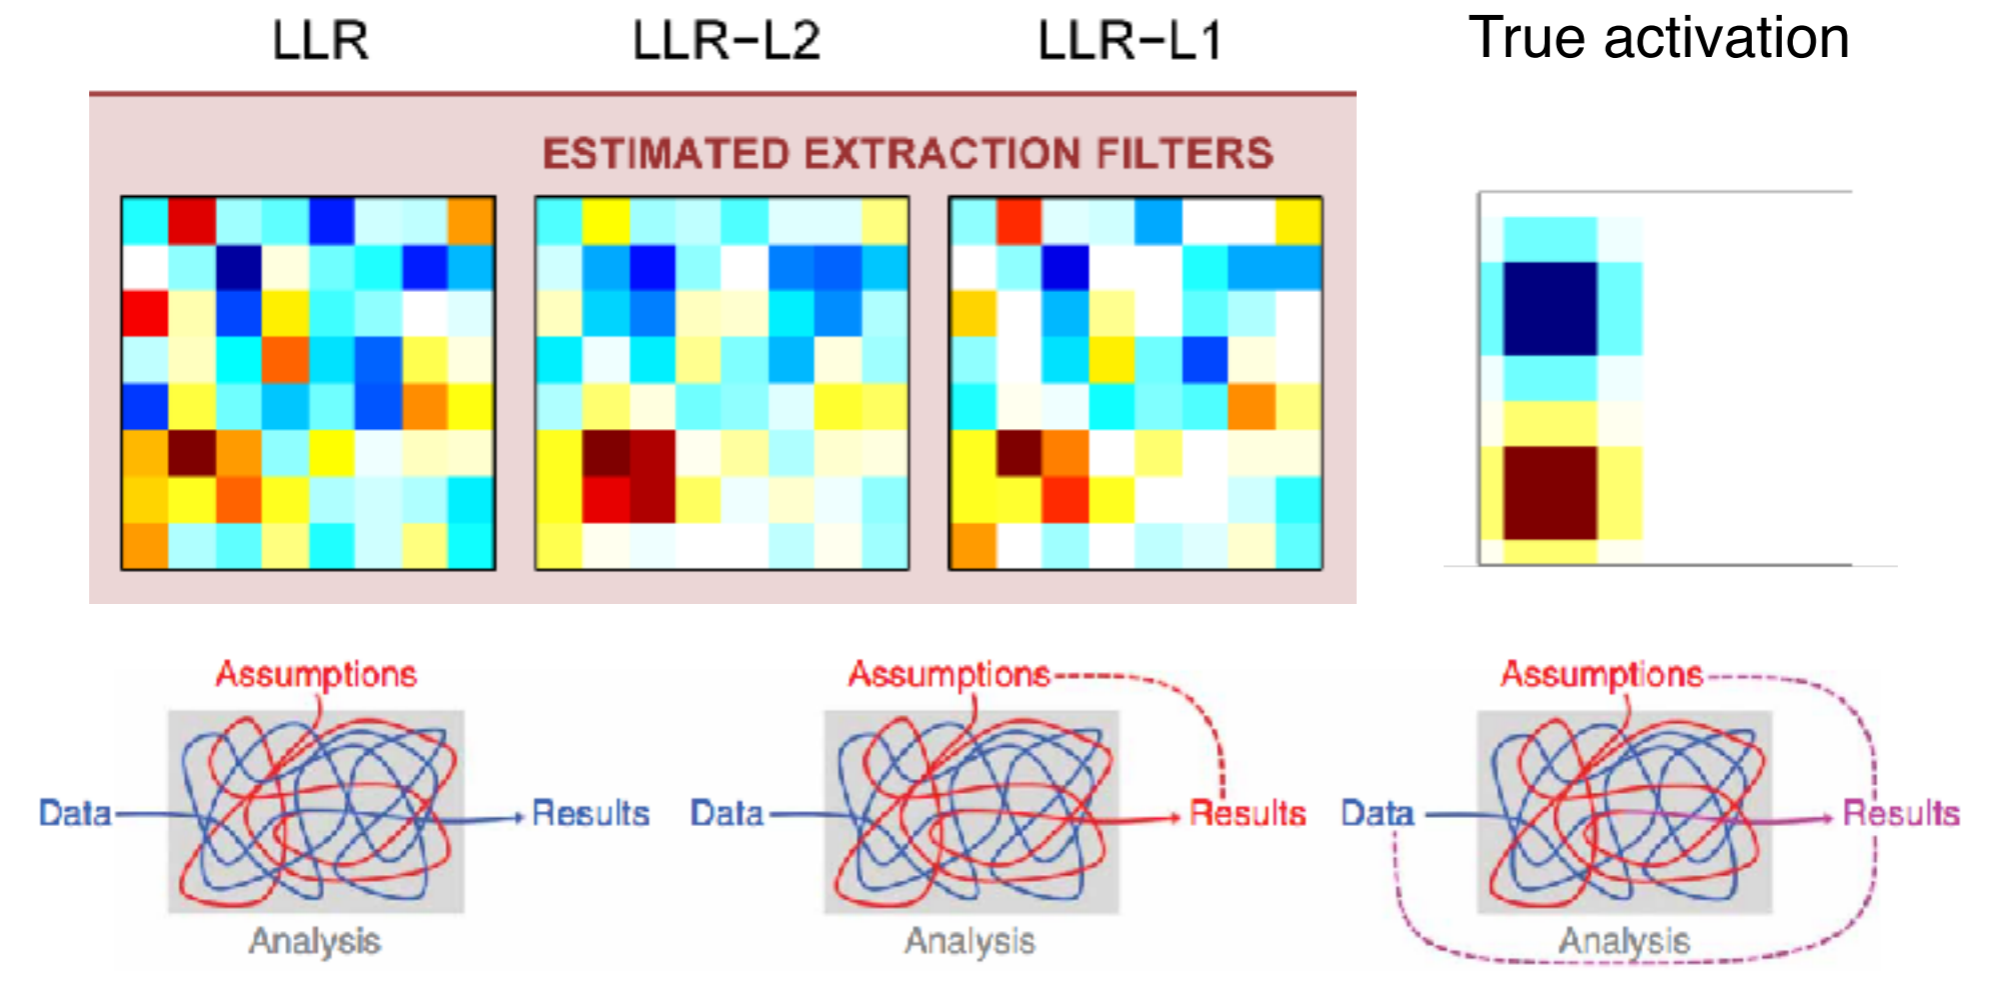 LLR LLR−L2 LLR−L1 True activation
ESTIMATED EXTRACTION FILTERS
Assumptions Assumptions Assumptions
Data Results Data Results Data Results
Analysis Analysis Analysis